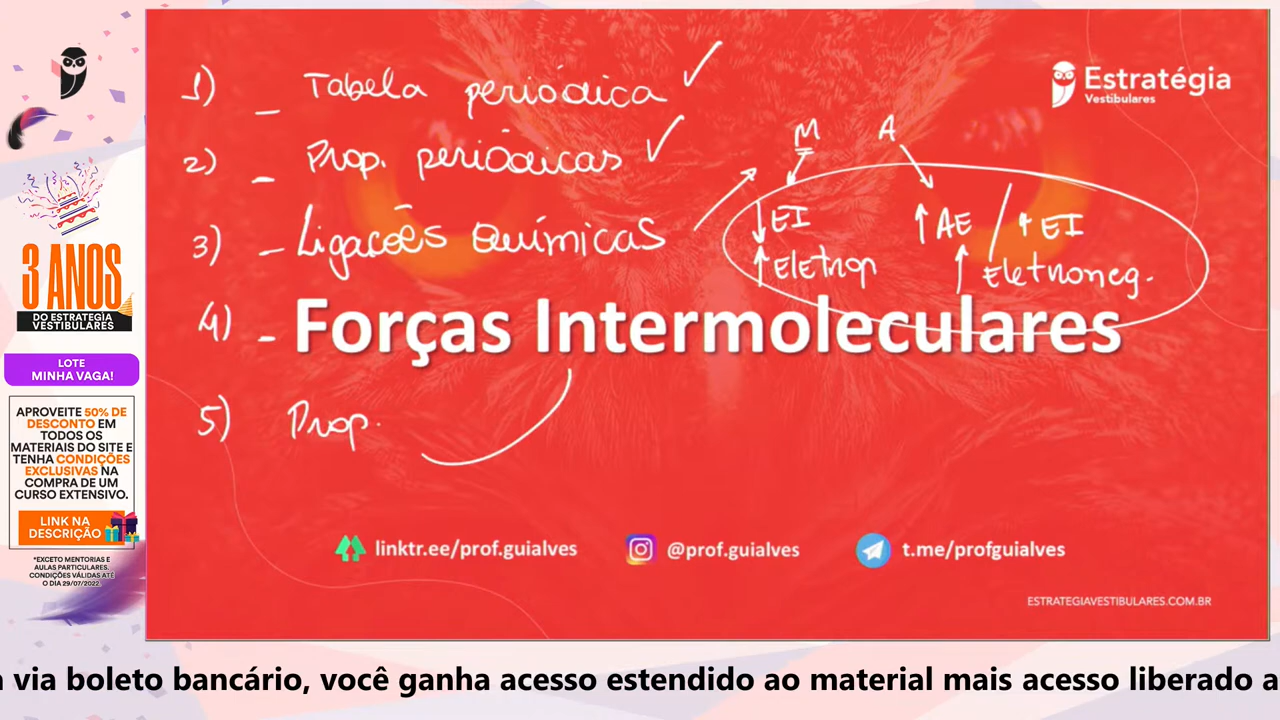 1) - Tabela periódica ✓
2) - Prop. periódicas ✓
3) - Ligações Químicas
4) - Forças Intermoleculares
5) Prop.
M A
↓ EI
↑ Eletrop
↑ AE / ↑ EI
↑ Eletroneg.
Estratégia
Vestibulares
linktr.ee/prof.guialves
@prof.guialves
t.me/profguialves
ESTRATEGIAVESTIBULARES.COM.BR
3 ANOS
DO ESTRATEGIA
VESTIBULARES
LOTE
MINHA VAGA!
APROVEITE 50% DE
DESCONTO EM
TODOS OS
MATERIAIS DO SITE E
TENHA CONDIÇÕES
EXCLUSIVAS NA
COMPRA DE UM
CURSO EXTENSIVO.
LINK NA
DESCRIÇÃO
*EXCETO MENTORIAS E
AULAS PARTICULARES.
CONDIÇÕES VÁLIDAS ATÉ
O DIA 29/07/2022.
via boleto bancário, você ganha acesso estendido ao material mais acesso liberado a